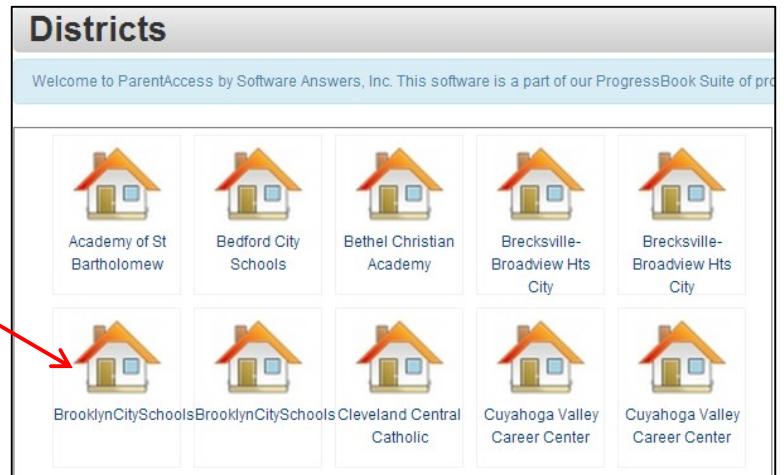 Districts
Welcome to ParentAccess by Software Answers, Inc. This software is a part of our ProgressBook Suite of
Academy of St
Bartholomew
Bedford City
Schools
Bethel Christian
Academy
Brecksville-
Broadview Hts
City
Brecksville-
Broadview Hts
City
BrooklynCitySchools
BrooklynCitySchools
Cleveland Central
Catholic
Cuyahoga Valley
Career Center
Cuyahoga Valley
Career Center